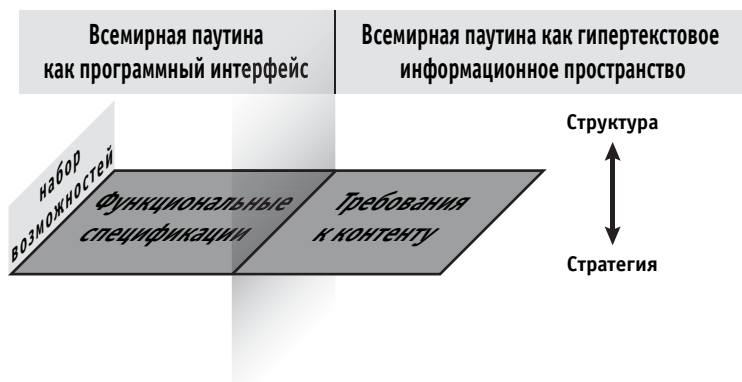 Всемирная паутина
как программный интерфейс
Всемирная паутина как гипертекстовое
информационное пространство
Структура
набор
возможностей
Функциональные
спецификации
Требования
к контенту
Стратегия